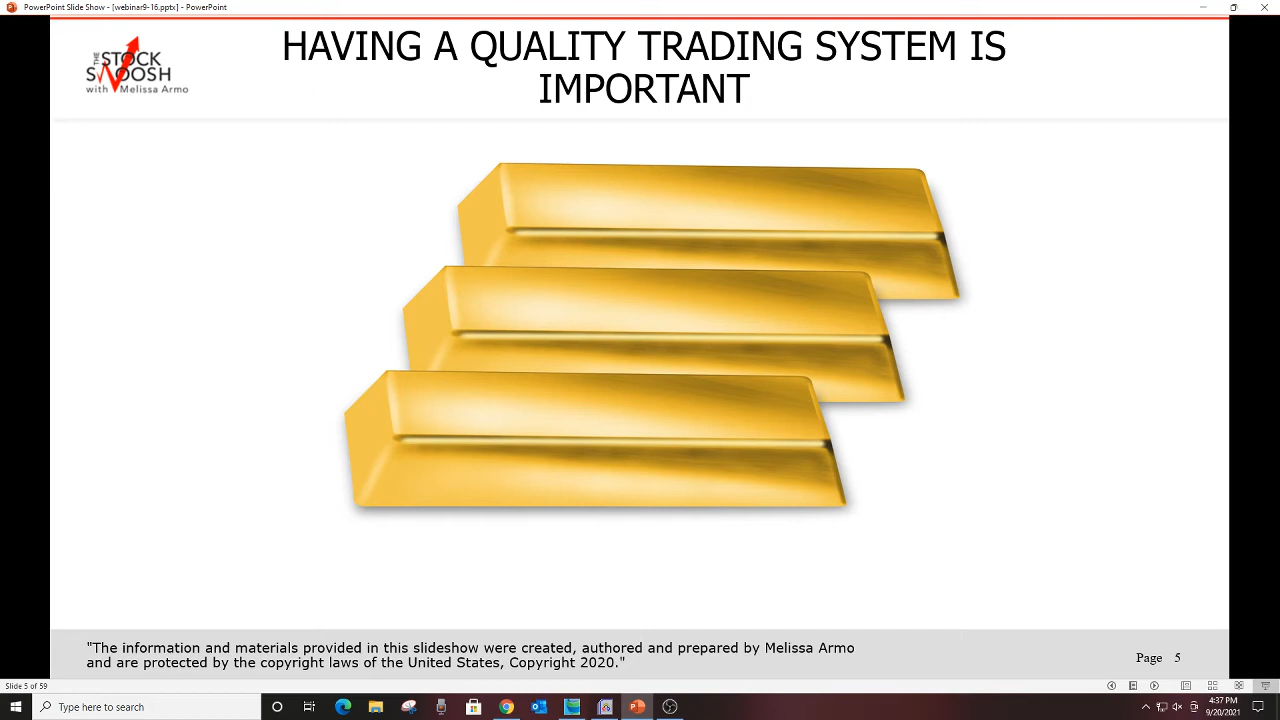 PowerPoint Slide Show - [webinar9-16.pptx] - PowerPoint
HAVING A QUALITY TRADING SYSTEM IS
IMPORTANT
THE STOCK
SWOOSH
with Melissa Armo
"The information and materials provided in this slideshow were created, authored and prepared by Melissa Armo
and are protected by the copyright laws of the United States, Copyright 2020."
Page 5
Slide 5 of 59
Type here to search
4:37 PM
9/20/2021